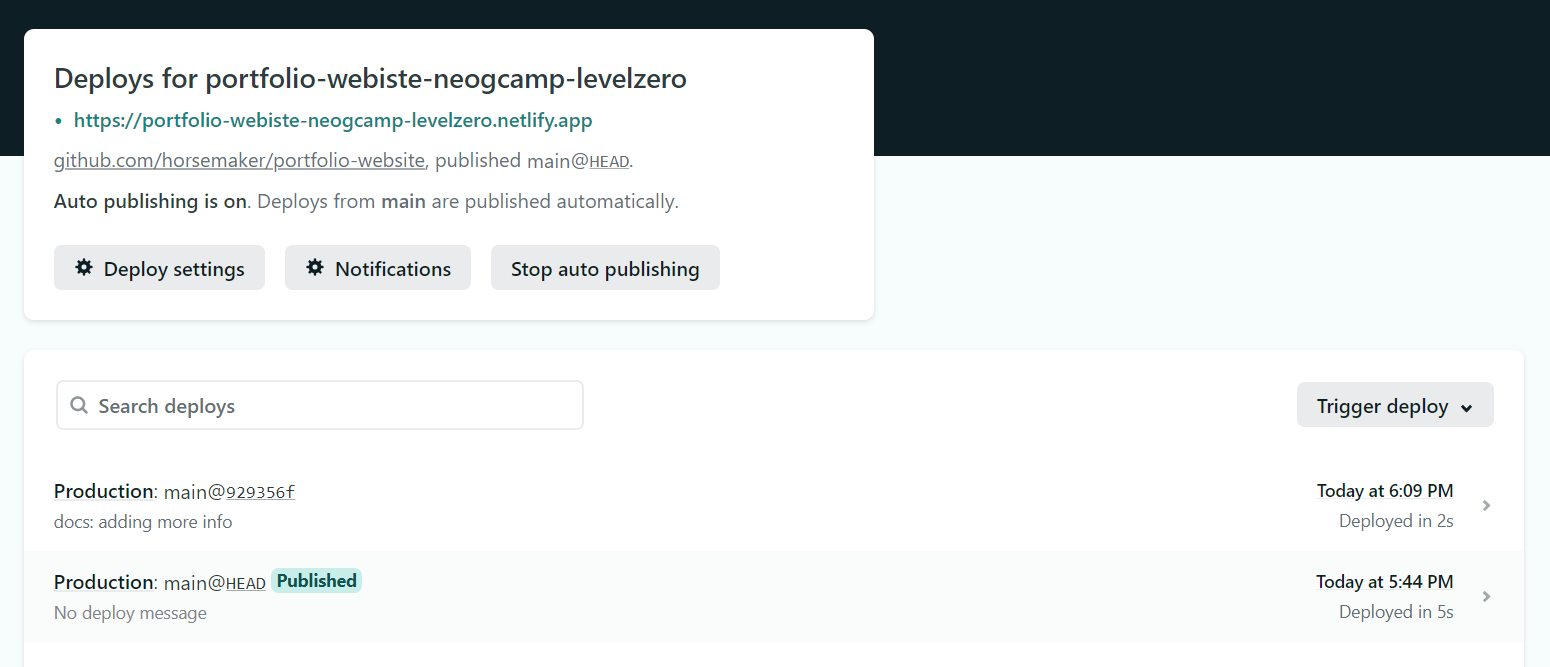 Deploys for portfolio-webiste-neogcamp-levelzero
• https://portfolio-webiste-neogcamp-levelzero.netlify.app
github.com/horsemaker/portfolio-website, published main@HEAD.
Auto publishing is on. Deploys from main are published automatically.
Deploy settings Notifications Stop auto publishing
Search deploys Trigger deploy
Production: main@929356f Today at 6:09 PM
docs: adding more info Deployed in 2s
Production: main@HEAD Published Today at 5:44 PM
No deploy message Deployed in 5s